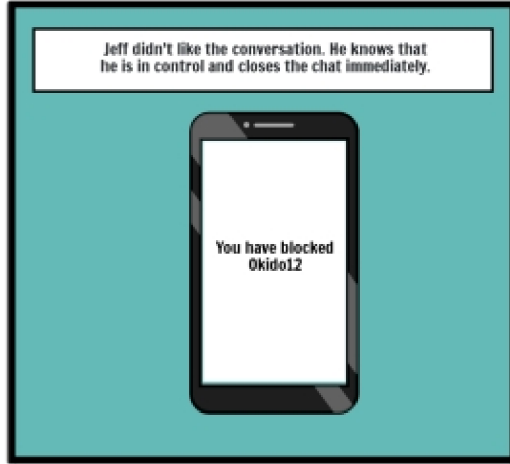 Jeff didn't like the conversation. He knows that
he is in control and closes the chat immediately.
You have blocked
Okido12